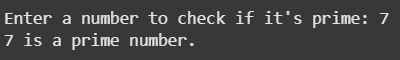 Enter a number to check if it's prime: 7
7 is a prime number.